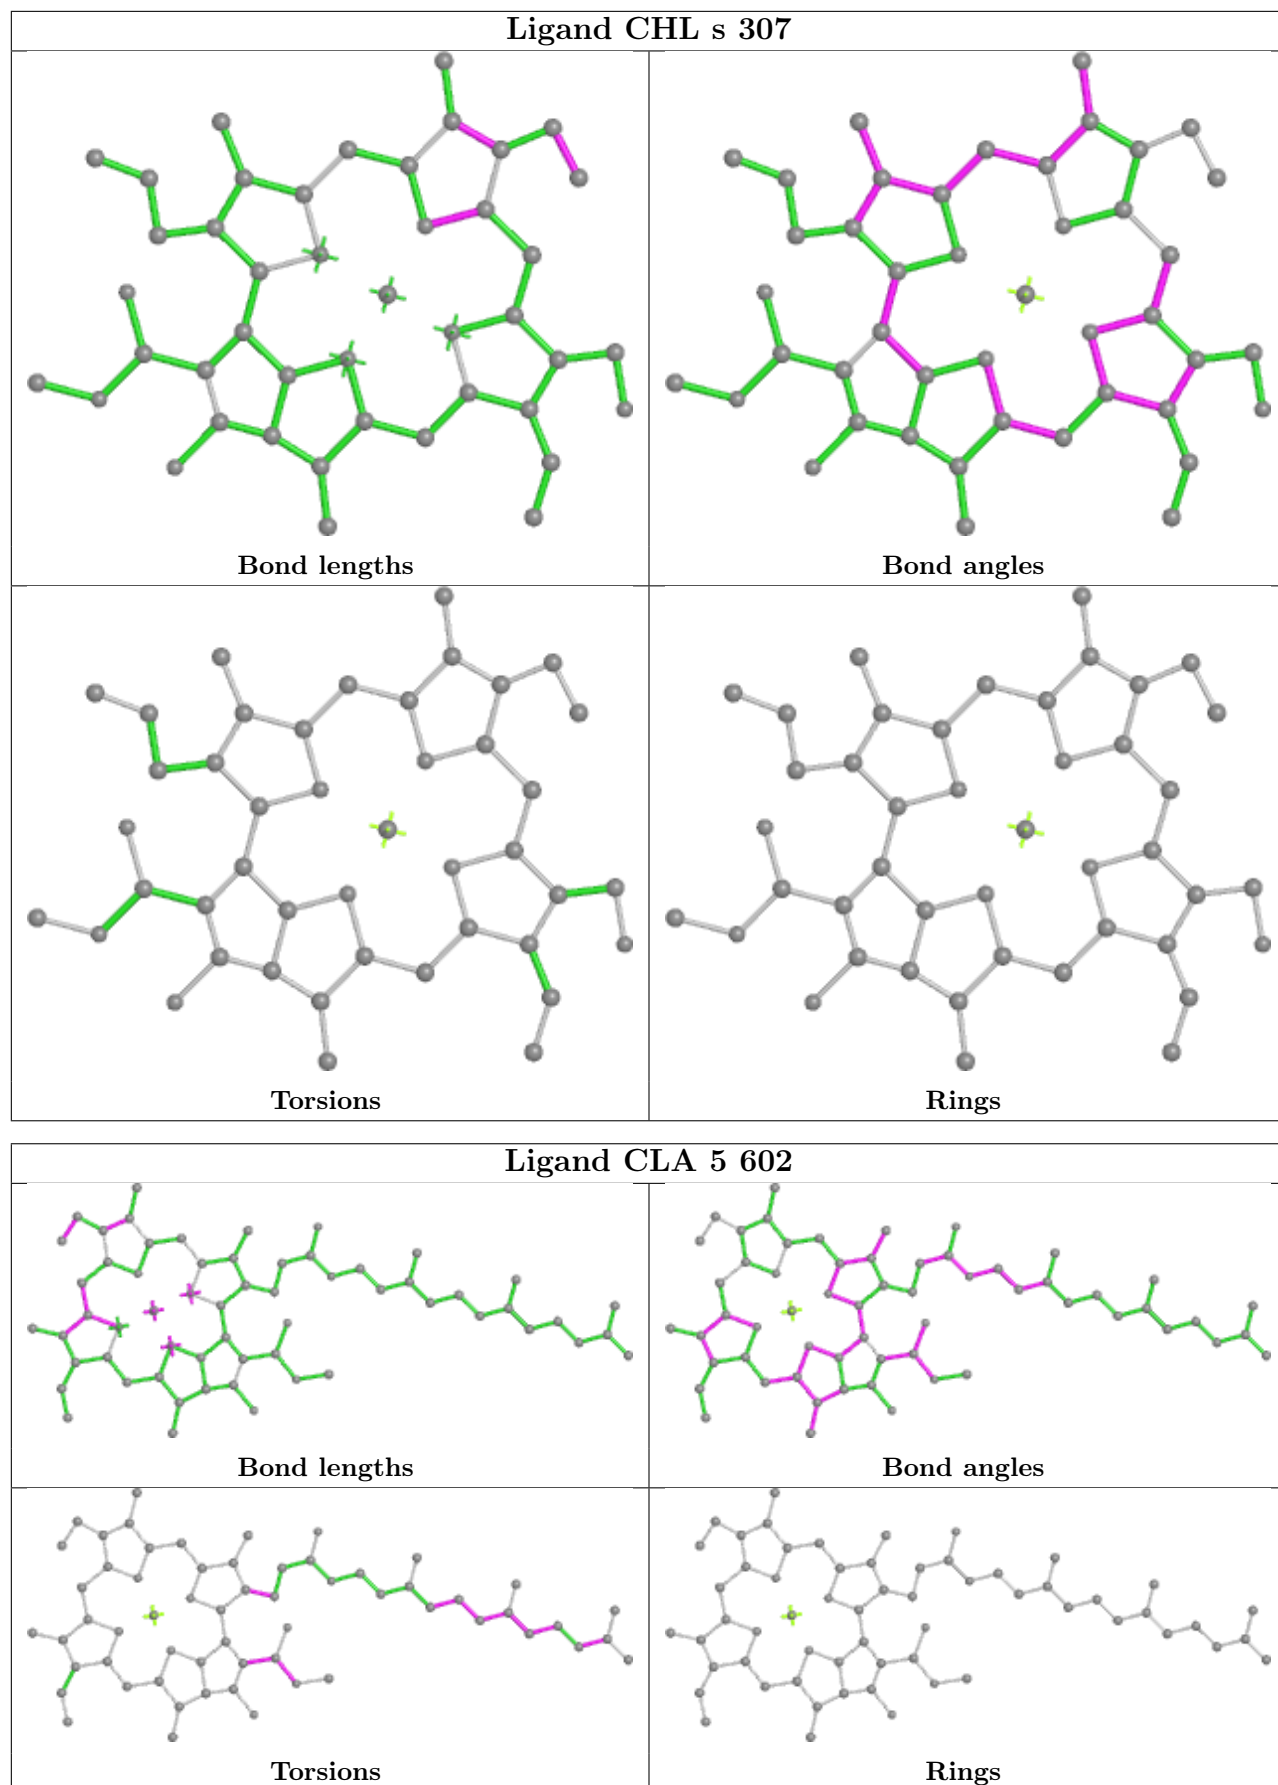 Ligand CHL s 307
Bond lengths
Bond angles
Torsions
Rings
Ligand CLA 5 602
Bond lengths
Bond angles
Torsions
Rings